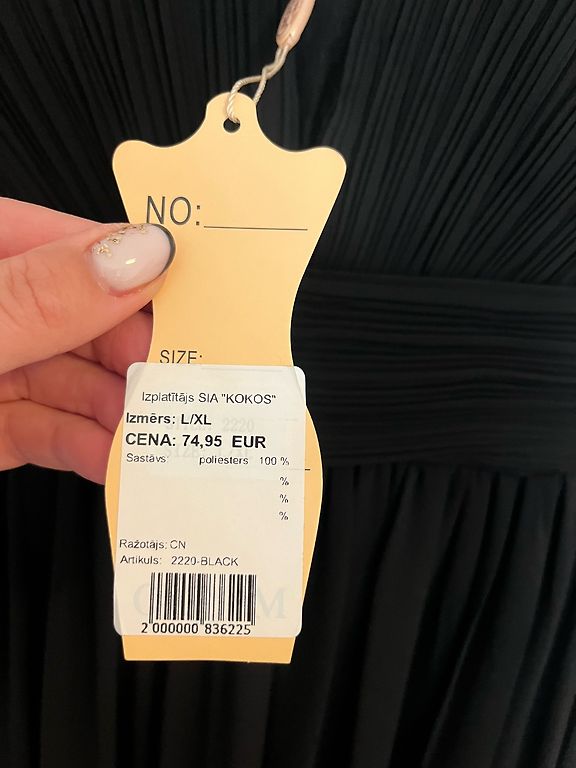 NO:
SIZE:
Izplatītājs SIA "KOKOS"
Izmērs: L/XL
CENA: 74,95 EUR
Sastāvs: poliesters 100 %
%
%
%
Ražotājs: CN
Artikuls: 2220-BLACK
2 000000 836225